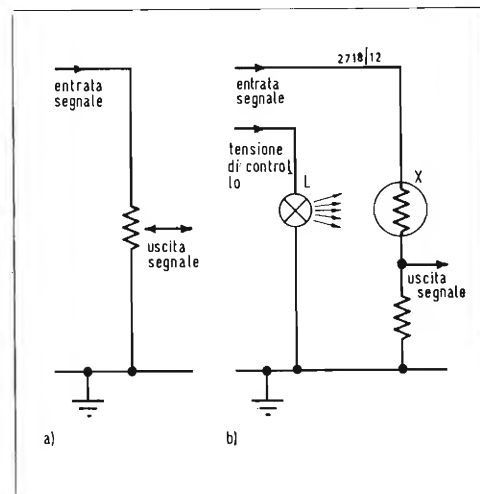 entrata
segnale
uscita
segnale
a)
2718/12
entrata
segnale
tensione
di control
lo
L
X
uscita
segnale
b)